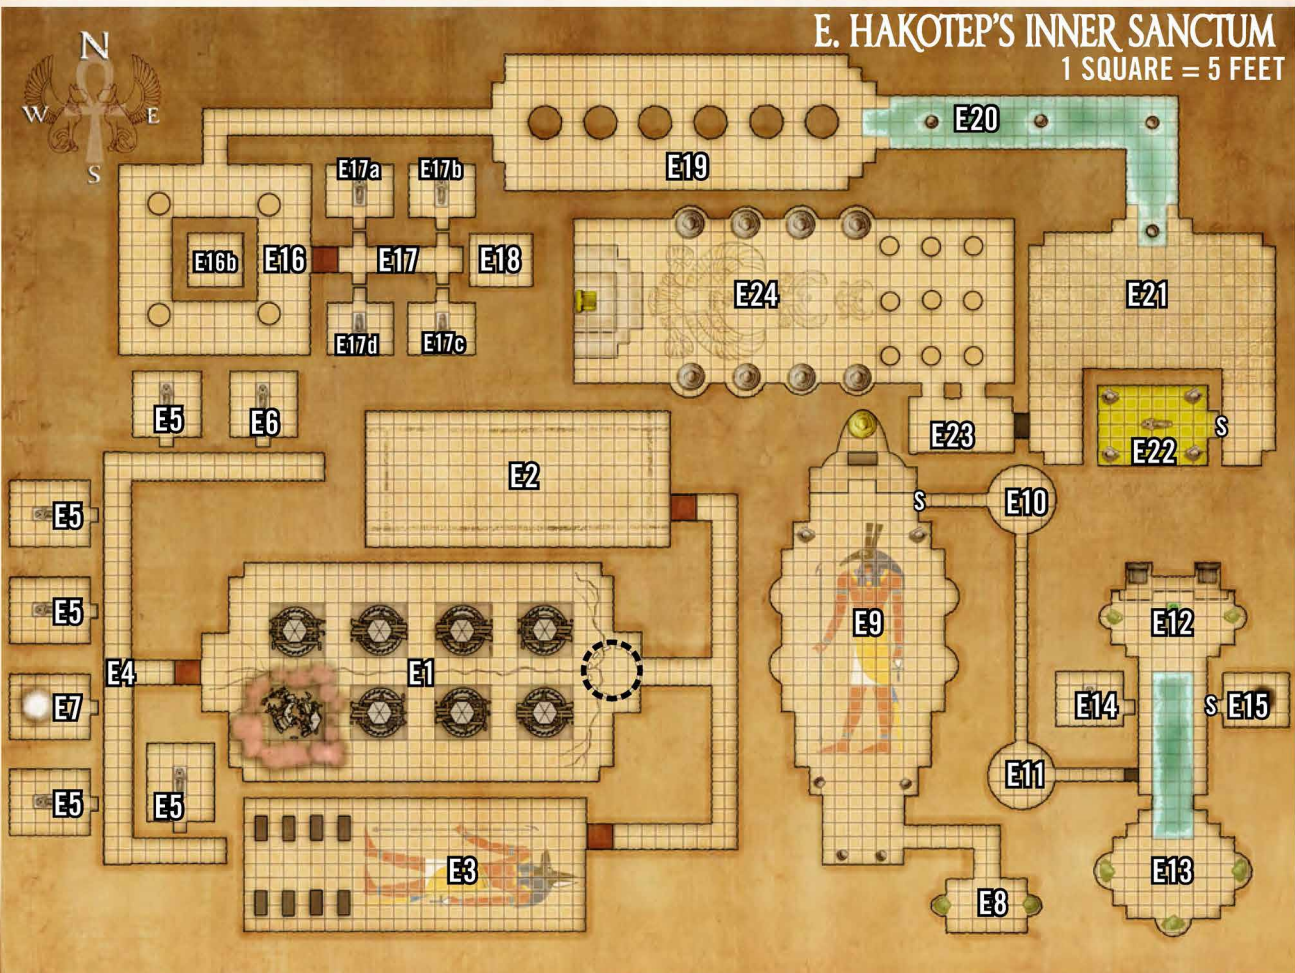 E. HAKOTEP'S INNER SANCTUM
1 SQUARE = 5 FEET
N
W E
S
E20
E19
E17a E17b
E16b E16 E17 E18
E17d E17c
E24
E21
E5 E6
E23
E22 S
E2
S E10
E5
E5
E9
E12
E4 E1
E7
E14 S E15
E11
E5 E5
E3
E13
E8